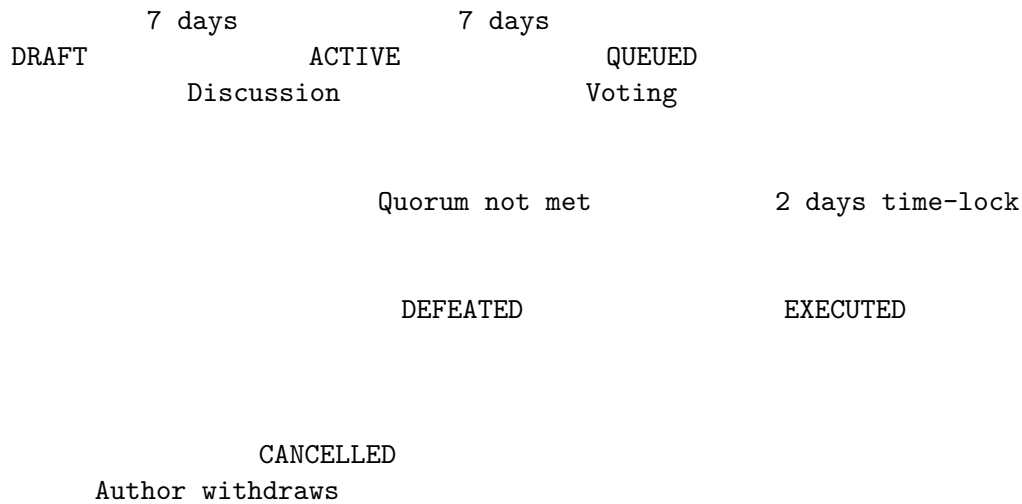 7 days 7 days
DRAFT ACTIVE QUEUED
Discussion Voting
Quorum not met 2 days time-lock
DEFEATED EXECUTED
CANCELLED
Author withdraws